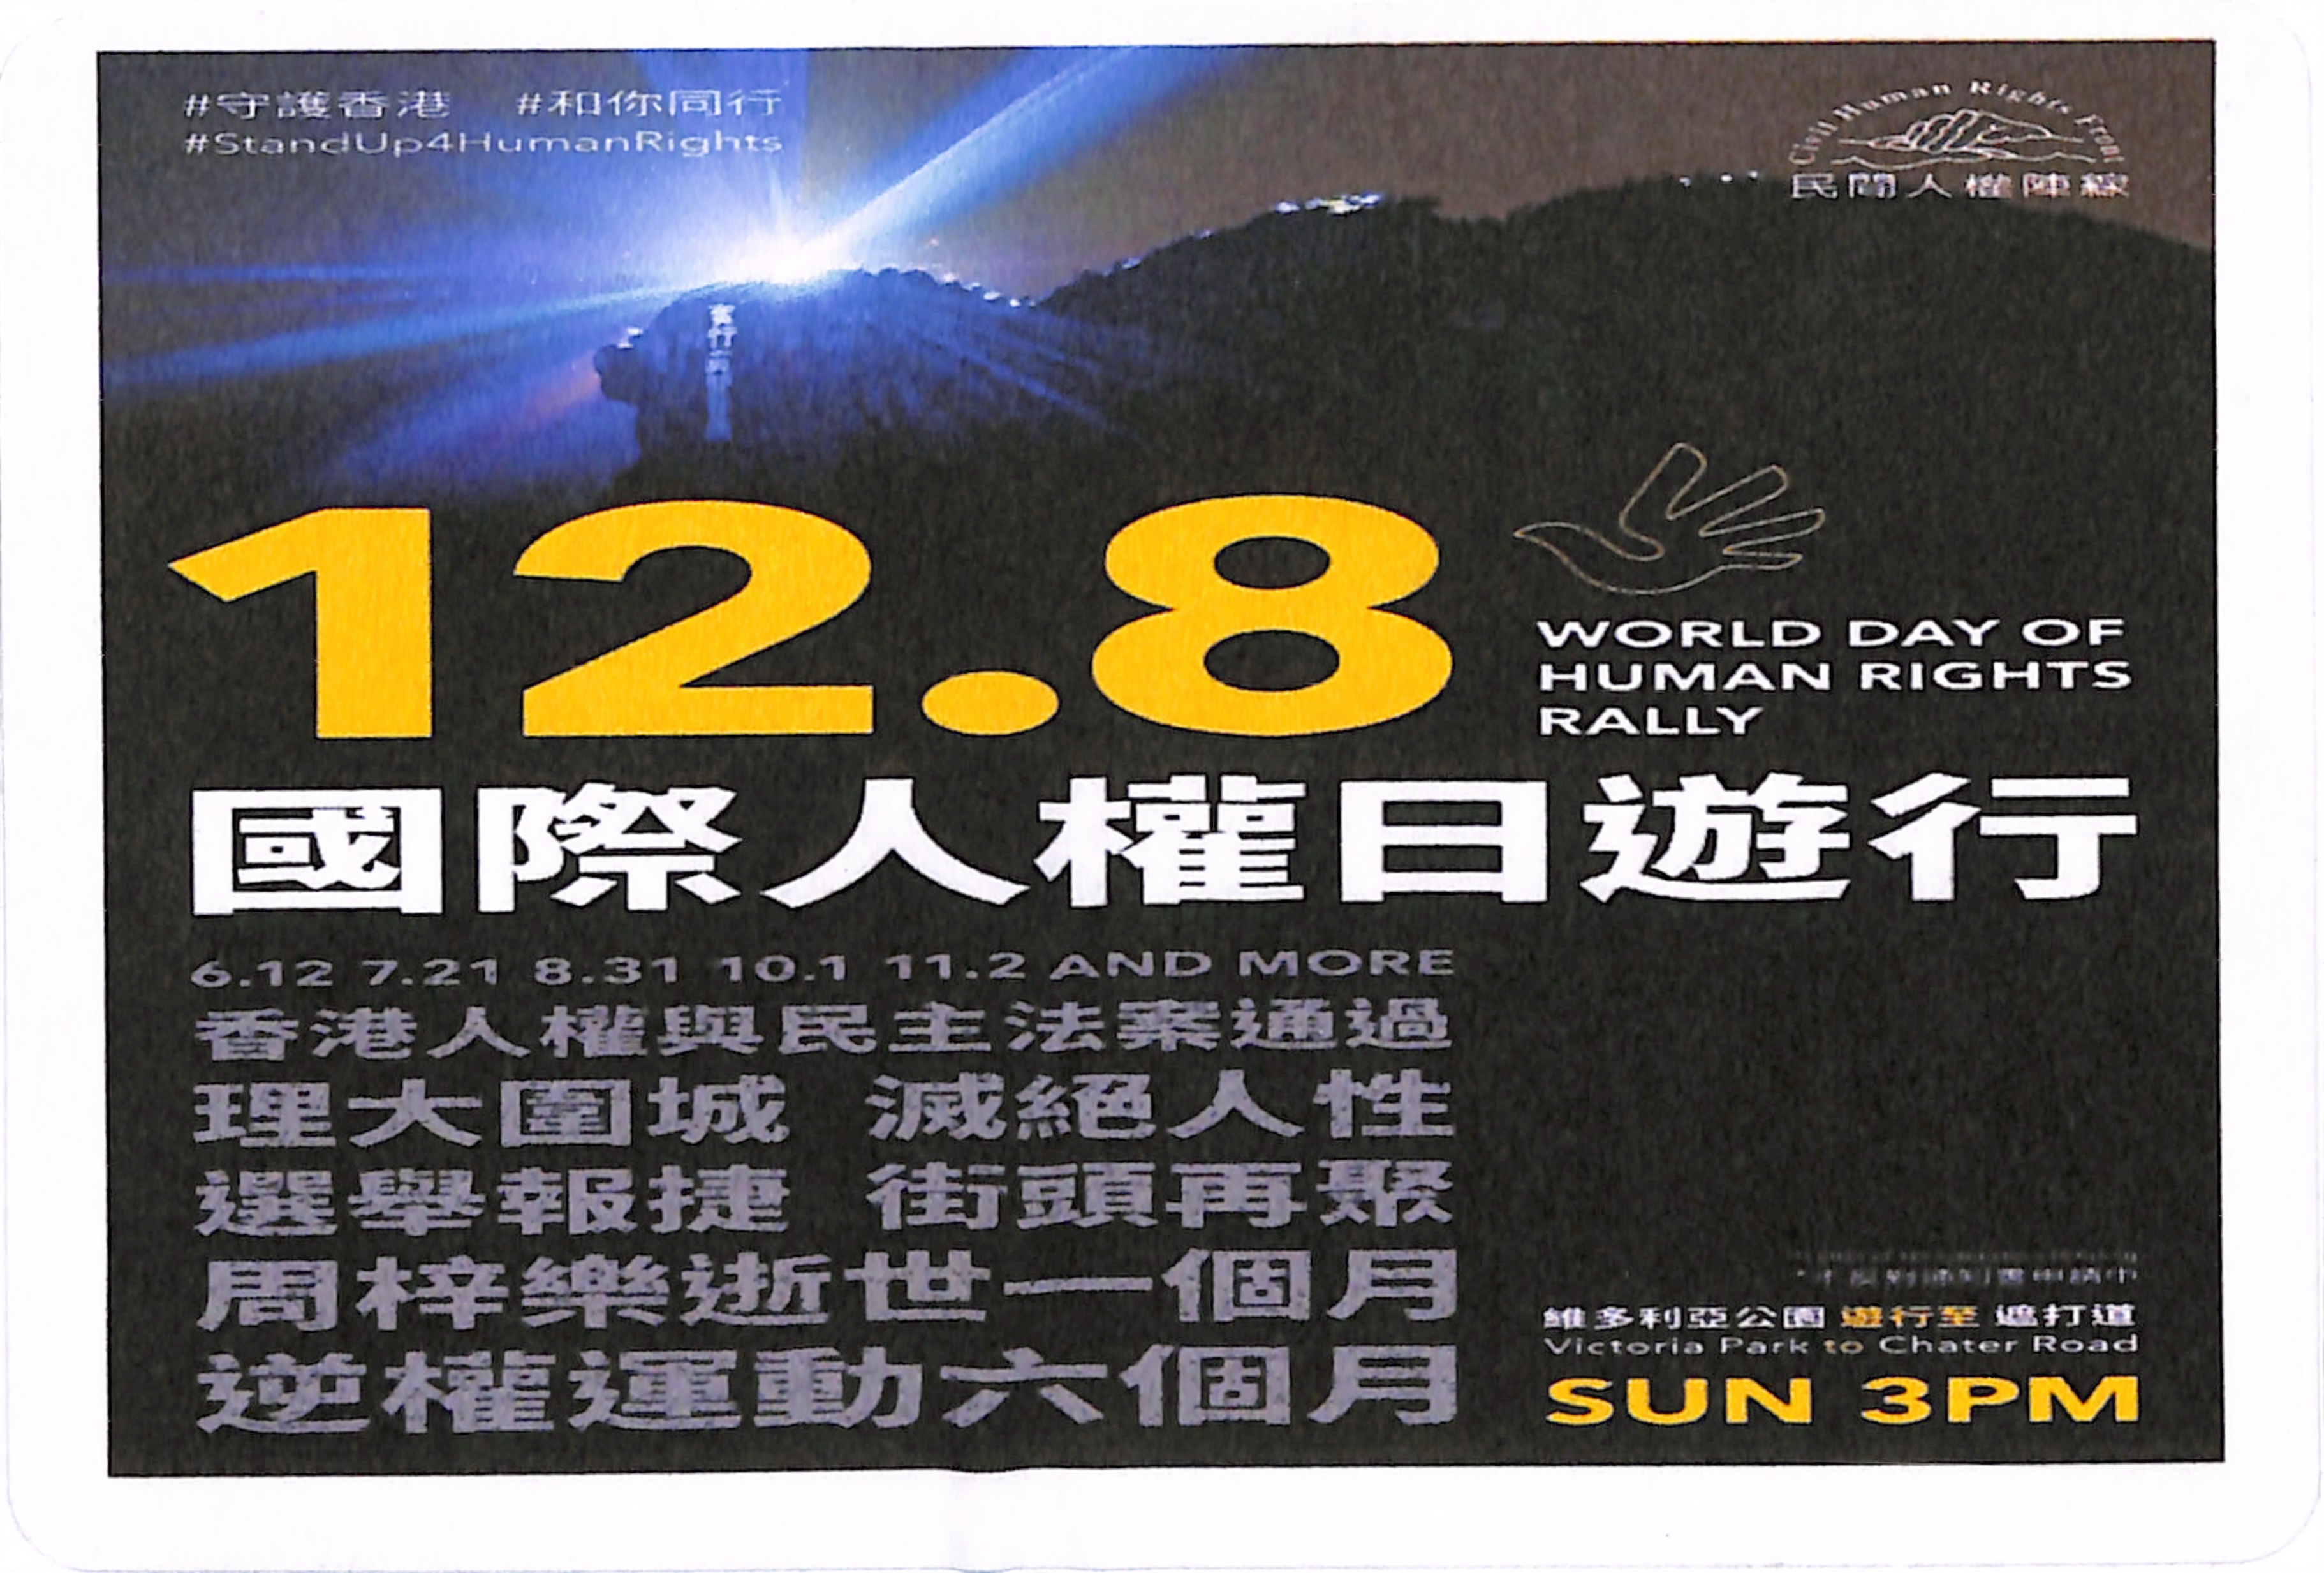 #守護香港 #和你同行
#StandUp4HumanRights
Civil Human Rights Front
民間人權陣線
12.8
WORLD DAY OF
HUMAN RIGHTS
RALLY
國際人權日遊行
6.12 7.21 8.31 10.1 11.2 AND MORE
香港人權與民主法案通過
理大圍城 滅絕人性
選舉報捷 街頭再聚
周梓樂逝世一個月
逆權運動六個月
維多利亞公園 遊行至 遮打道
Victoria Park to Chater Road
SUN 3PM